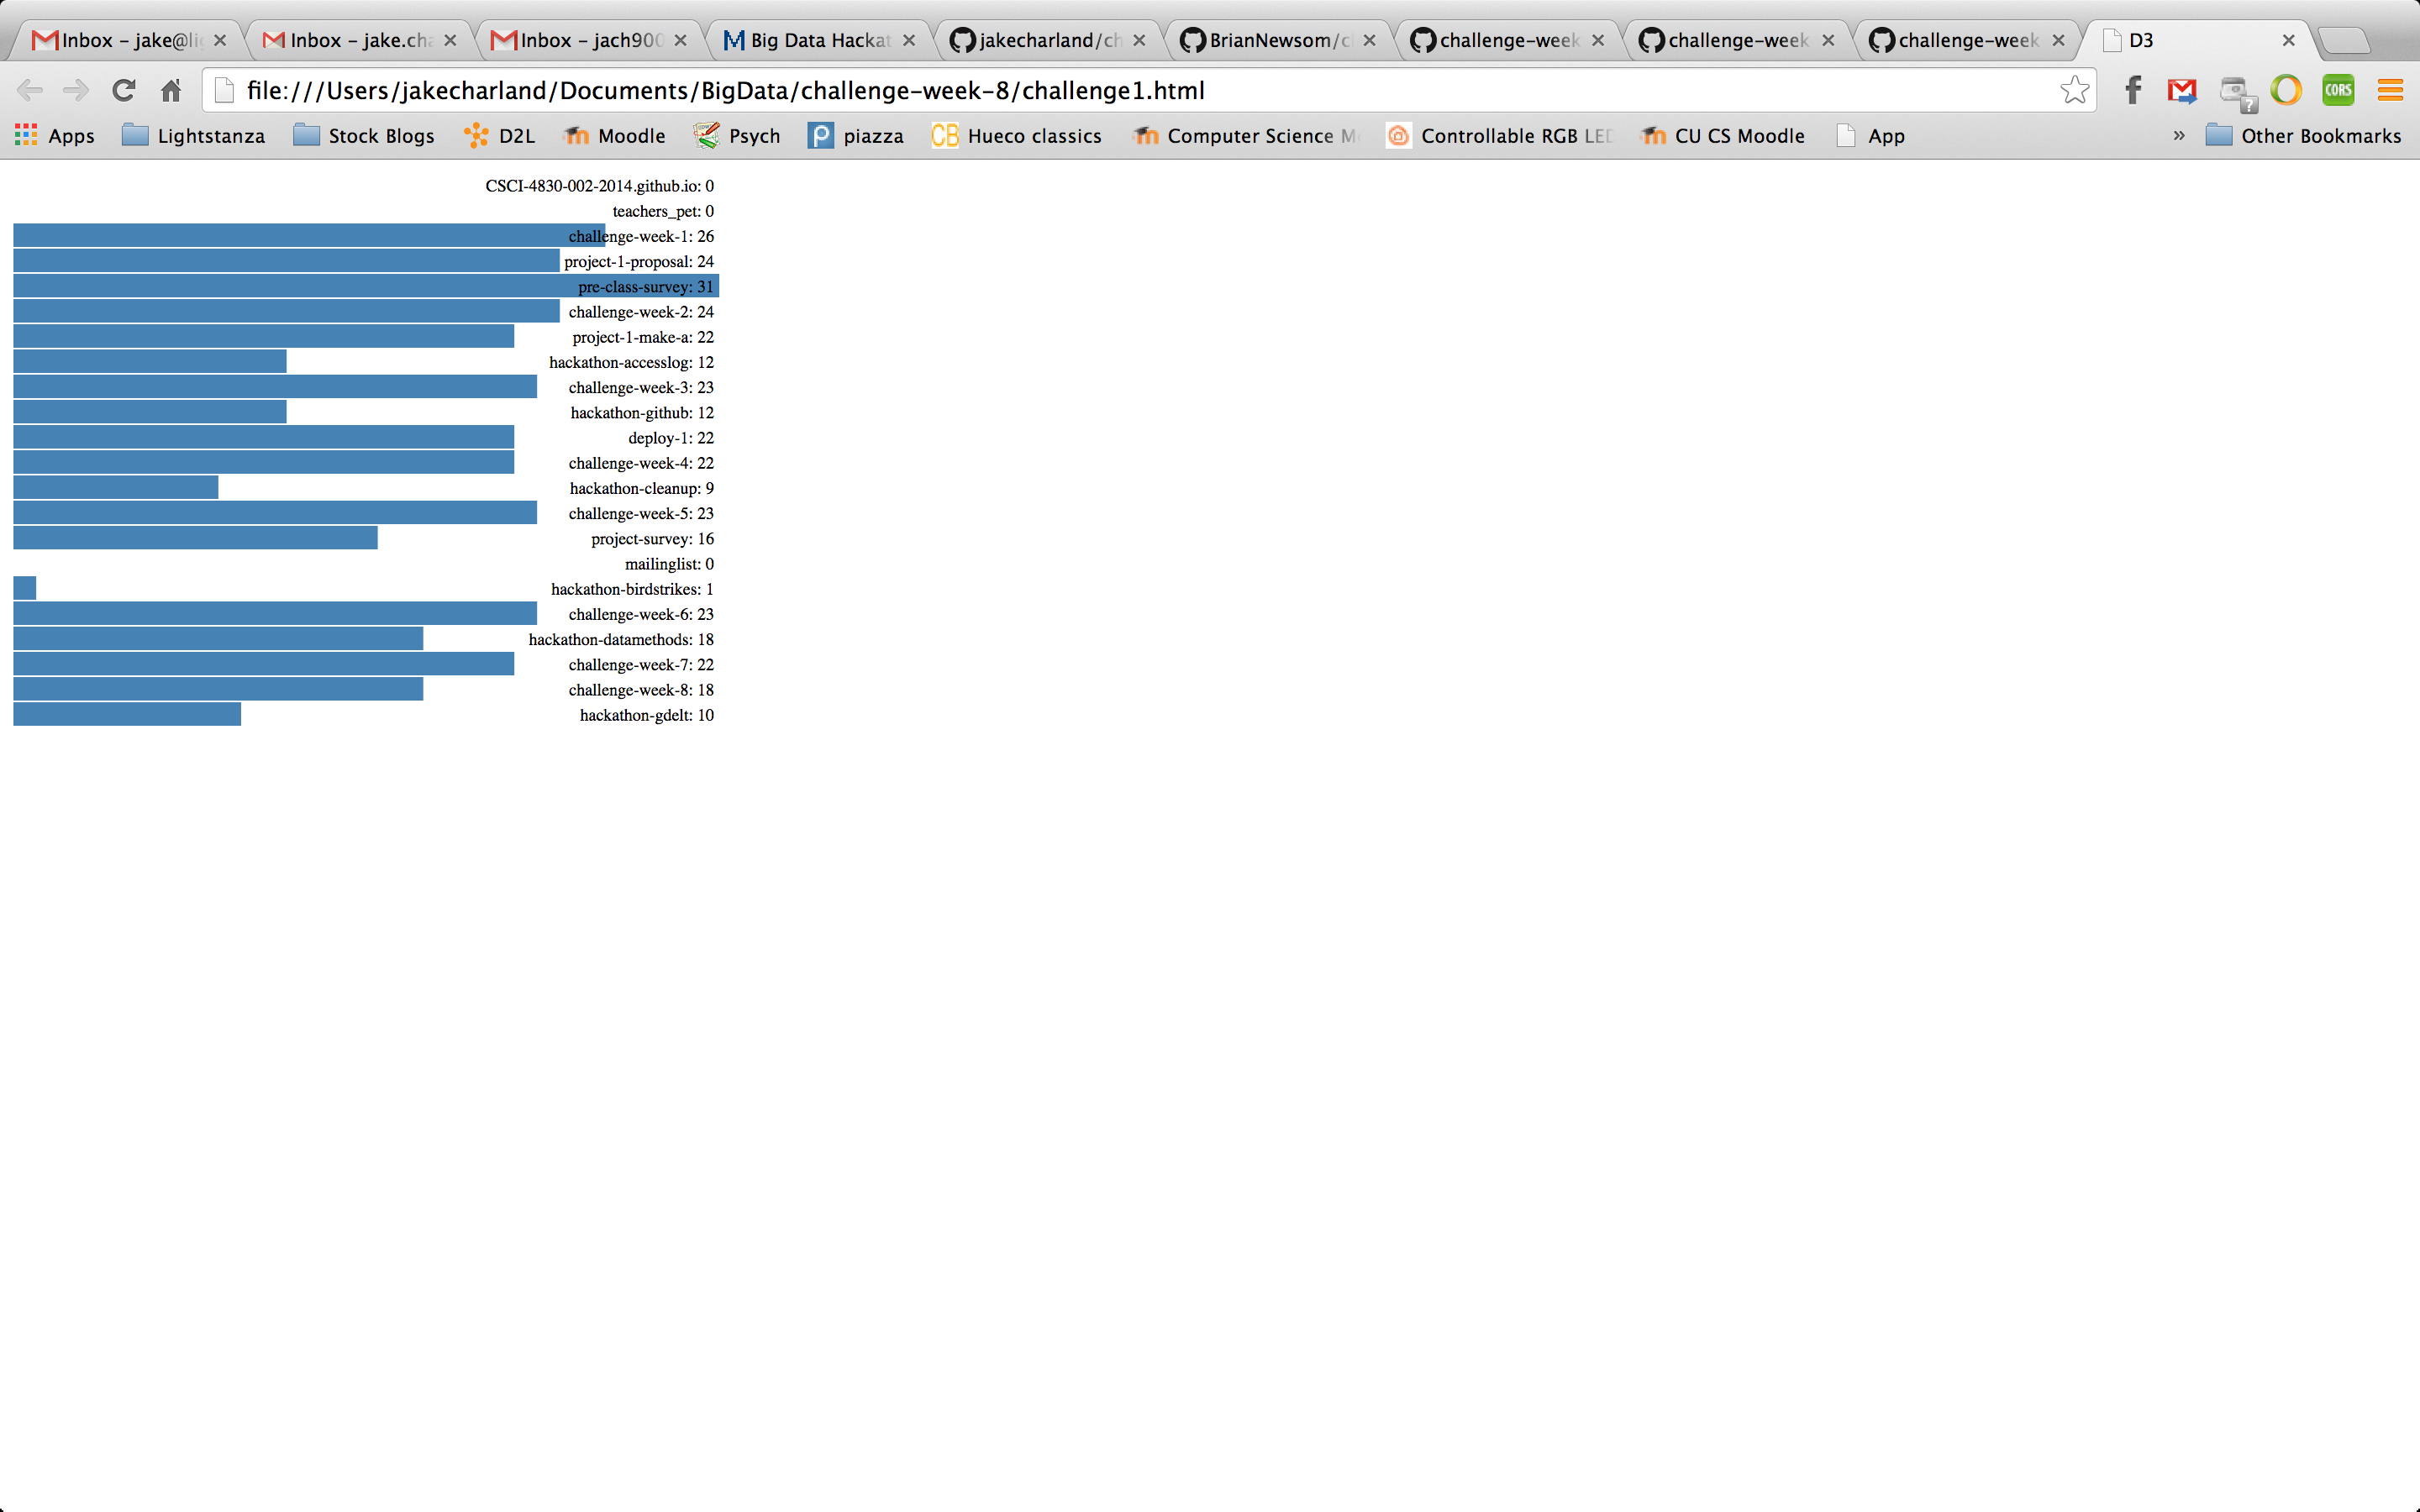 Inbox – jake@li
Inbox – jake.cha
Inbox – jach900
Big Data Hackat
jakecharland/ch
BrianNewsom/c
challenge-week
challenge-week
challenge-week
D3
file:///Users/jakecharland/Documents/BigData/challenge-week-8/challenge1.html
CORS
Apps
Lightstanza
Stock Blogs
D2L
Moodle
Psych
piazza
CB
Hueco classics
Computer Science M
Controllable RGB LED
CU CS Moodle
App
»
Other Bookmarks
CSCI-4830-002-2014.github.io: 0
teachers_pet: 0
challenge-week-1: 26
project-1-proposal: 24
pre-class-survey: 31
challenge-week-2: 24
project-1-make-a: 22
hackathon-accesslog: 12
challenge-week-3: 23
hackathon-github: 12
deploy-1: 22
challenge-week-4: 22
hackathon-cleanup: 9
challenge-week-5: 23
project-survey: 16
mailinglist: 0
hackathon-birdstrikes: 1
challenge-week-6: 23
hackathon-datamethods: 18
challenge-week-7: 22
challenge-week-8: 18
hackathon-gdelt: 10